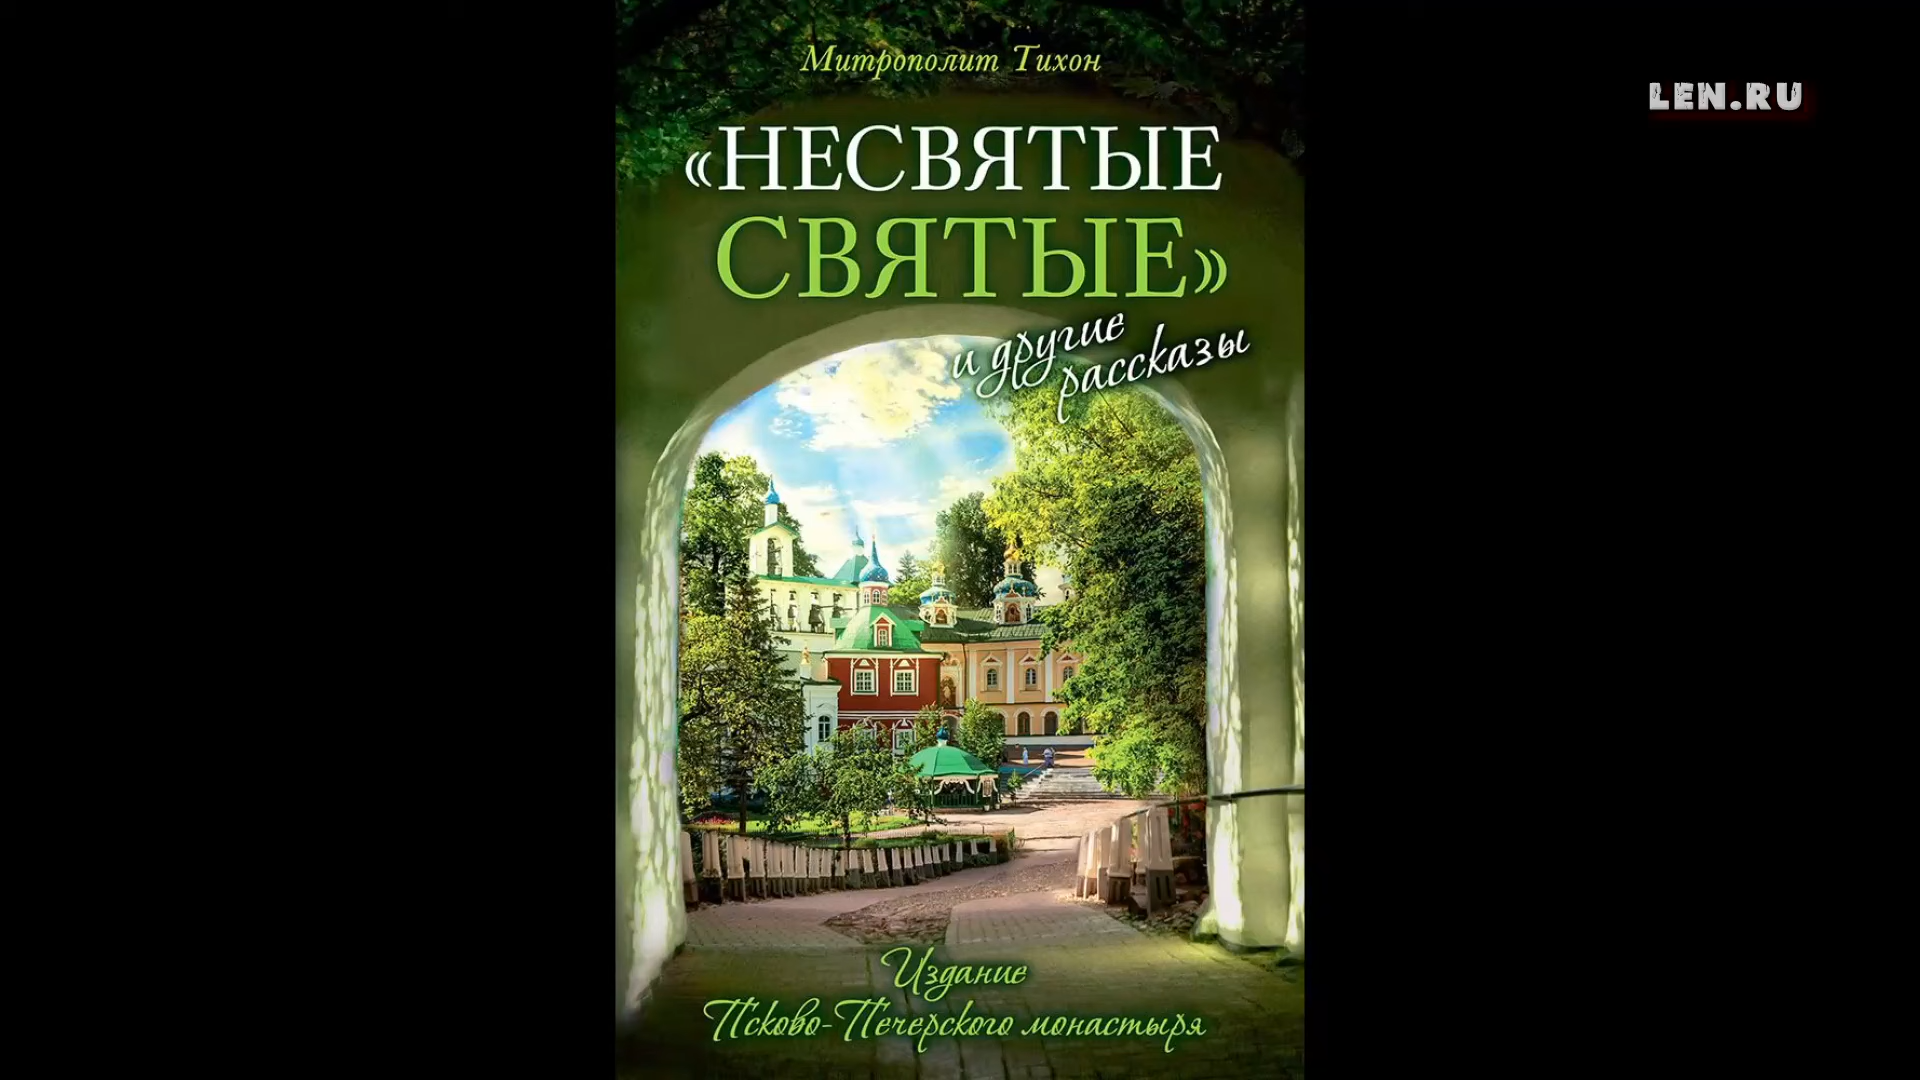 Митрополит Тихон
LEN.RU
«НЕСВЯТЫЕ
СВЯТЫЕ»
и другие
рассказы
Издание
Псково-Печерского монастыря